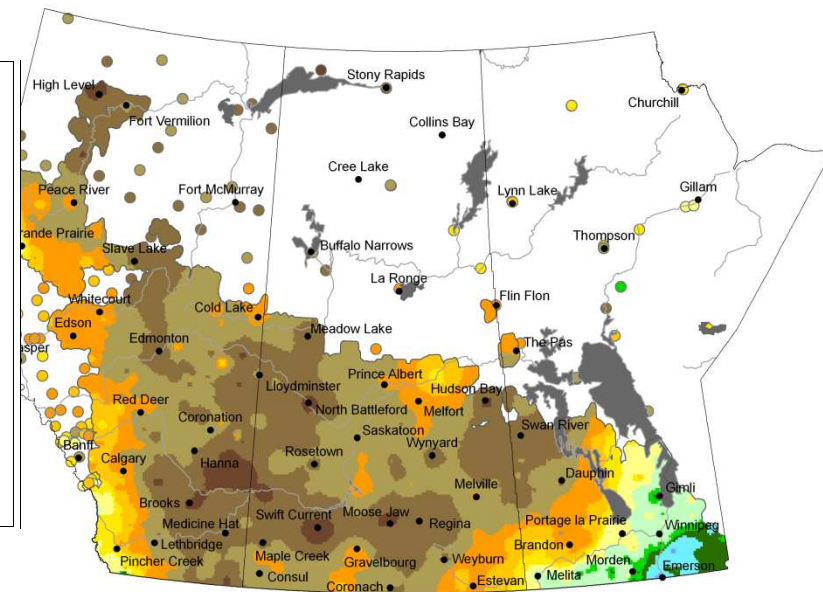 High Level
Stony Rapids
Churchill
Fort Vermilion
Collins Bay
Cree Lake
Peace River
Fort McMurray
Lynn Lake
Gillam
rande Prairie
Slave Lake
Buffalo Narrows
Thompson
La Ronge
Whitecourt
Cold Lake
Flin Flon
Edson
Meadow Lake
The Pas
asper
Edmonton
Prince Albert
Lloydminster
Hudson Bay
Red Deer
North Battleford
Melfort
Coronation
Saskatoon
Swan River
Banff
Wynyard
Calgary
Hanna
Rosetown
Dauphin
Melville
Gimli
Brooks
Swift Current
Moose Jaw
Regina
Portage la Prairie
Winnipeg
Medicine Hat
Lethbridge
Maple Creek
Gravelbourg
Weyburn
Brandon
Pincher Creek
Consul
Coronach
Estevan
Melita
Morden
Emerson